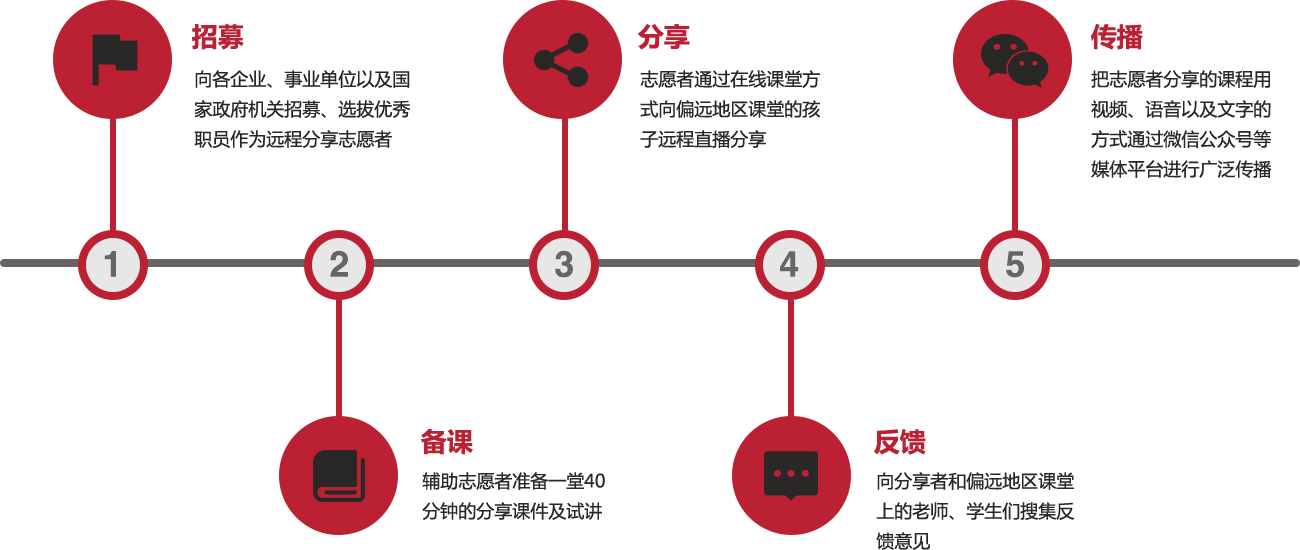 招募
向各企业、事业单位以及国
家政府机关招募、选拔优秀
职员作为远程分享志愿者
分享
志愿者通过在线课堂方
式向偏远地区课堂的孩
子远程直播分享
传播
把志愿者分享的课程用
视频、语音以及文字的
方式通过微信公众号等
媒体平台进行广泛传播
1
2
3
4
5
备课
辅助志愿者准备一堂40
分钟的分享课件及试讲
反馈
向分享者和偏远地区课堂
上的老师、学生们搜集反
馈意见